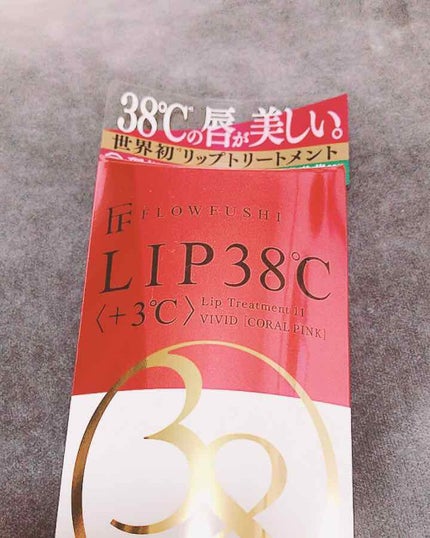 38℃の唇が美しい。
世界初リップトリートメント
FLOWFUSHI
LIP38℃
〈+3℃〉
Lip Treatment 11
VIVID [CORAL PINK]
38